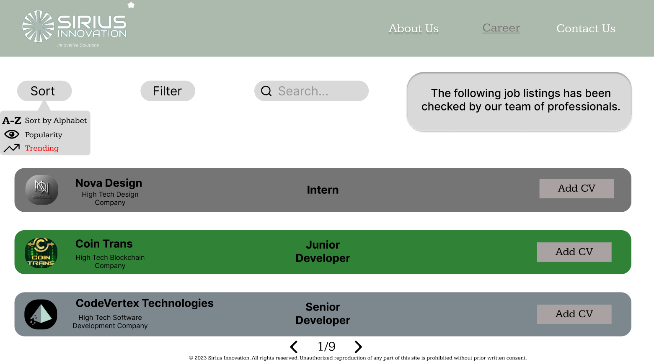 SIRIUS
INNOVATION
Innovative Solutions
About Us
Career
Contact Us
Sort
Filter
Search...
The following job listings has been
checked by our team of professionals.
A-Z Sort by Alphabet
Popularity
Trending
Nova Design
High Tech Design
Company
Intern
Add CV
COIN
TRANS
Coin Trans
High Tech Blockchain
Company
Junior
Developer
Add CV
CodeVertex Technologies
High Tech Software
Development Company
Senior
Developer
Add CV
1/9
© 2023 Sirius Innovation. All rights reserved. Unauthorised reproduction of any part of this site is prohibited without prior written consent.